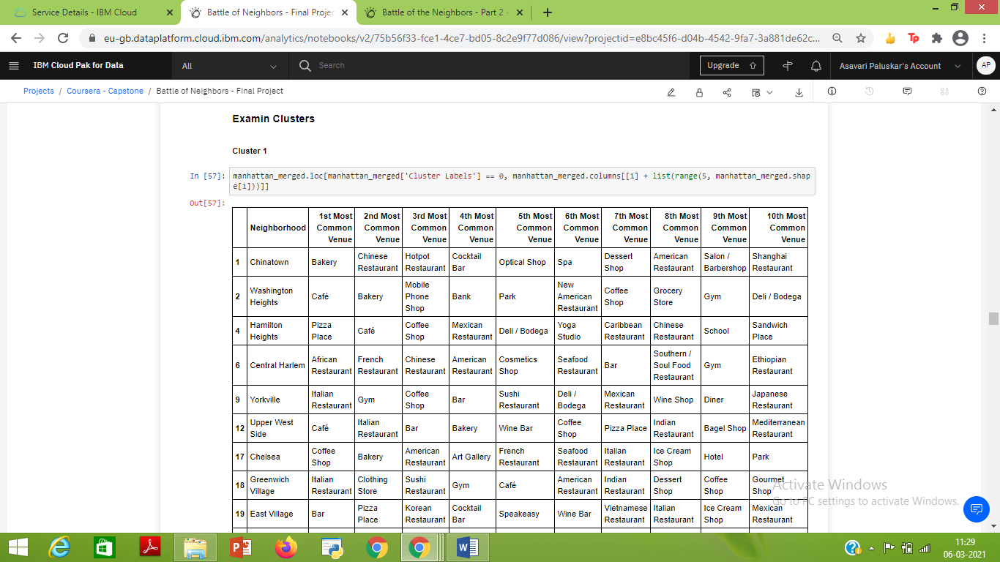 Service Details - IBM Cloud
Battle of Neighbors - Final Projec
Battle of the Neighbors - Part 2 -
eu-gb.dataplatform.cloud.ibm.com/analytics/notebooks/v2/75b56f33-fce1-4ce7-bd05-8c2e9f77d086/view?projectid=e8bc45f6-d04b-4542-9fa7-3a881de62c...
IBM Cloud Pak for Data All Search Upgrade Asavari Paluskar's Account AP
Projects / Coursera - Capstone / Battle of Neighbors - Final Project
Examin Clusters
Cluster 1
In [57]: manhattan_merged.loc[manhattan_merged['Cluster Labels'] == 0, manhattan_merged.columns[[1] + list(range(5, manhattan_merged.shap
e[1]))]]
Out[57]:
Neighborhood 1st Most Common Venue 2nd Most Common Venue 3rd Most Common Venue 4th Most Common Venue 5th Most Common Venue 6th Most Common Venue 7th Most Common Venue 8th Most Common Venue 9th Most Common Venue 10th Most Common Venue
1 Chinatown Bakery Chinese Restaurant Hotpot Restaurant Cocktail Bar Optical Shop Spa Dessert Shop American Restaurant Salon / Barbershop Shanghai Restaurant
2 Washington Heights Café Bakery Mobile Phone Shop Bank Park New American Restaurant Coffee Shop Grocery Store Gym Deli / Bodega
4 Hamilton Heights Pizza Place Café Coffee Shop Mexican Restaurant Deli / Bodega Yoga Studio Caribbean Restaurant Chinese Restaurant School Sandwich Place
6 Central Harlem African Restaurant French Restaurant Chinese Restaurant American Restaurant Cosmetics Shop Seafood Restaurant Bar Southern / Soul Food Restaurant Gym Ethiopian Restaurant
9 Yorkville Italian Restaurant Gym Coffee Shop Bar Sushi Restaurant Deli / Bodega Mexican Restaurant Wine Shop Diner Japanese Restaurant
12 Upper West Side Café Italian Restaurant Bar Bakery Wine Bar Coffee Shop Pizza Place Indian Restaurant Bagel Shop Mediterranean Restaurant
17 Chelsea Coffee Shop Bakery American Restaurant Art Gallery French Restaurant Seafood Restaurant Italian Restaurant Ice Cream Shop Hotel Park
18 Greenwich Village Italian Restaurant Clothing Store Sushi Restaurant Gym Café American Restaurant Indian Restaurant Dessert Shop Coffee Shop Gourmet Shop
19 East Village Bar Pizza Place Korean Restaurant Cocktail Bar Speakeasy Wine Bar Vietnamese Restaurant Italian Restaurant Ice Cream Shop Mexican Restaurant
Activate Windows
Go to PC settings to activate Windows.
11:29
06-03-2021